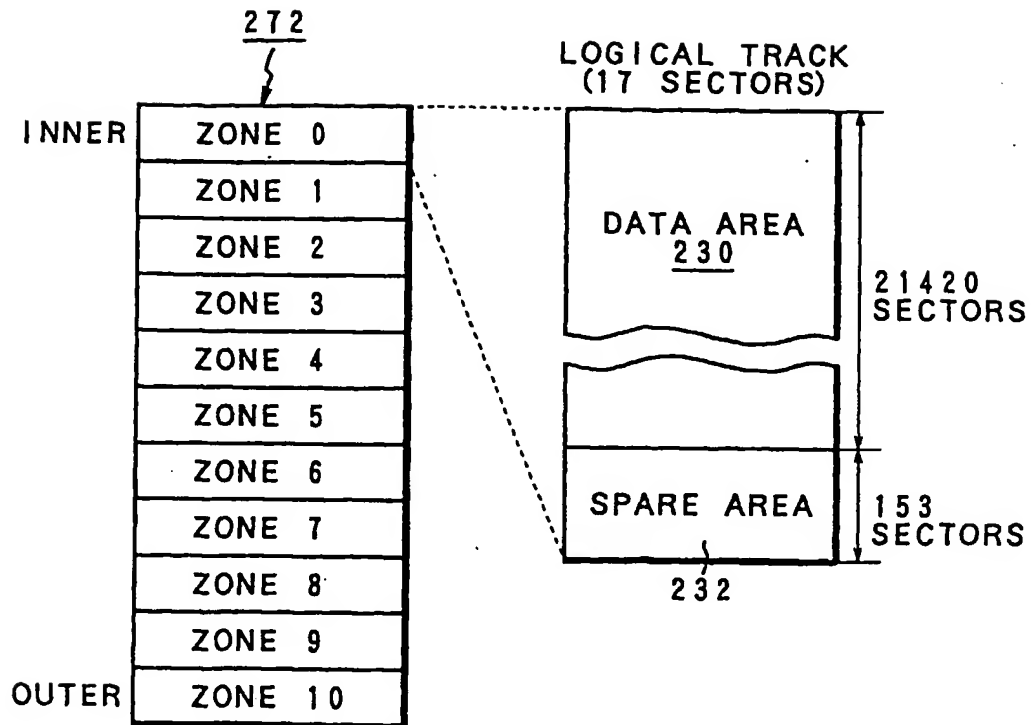 272
LOGICAL TRACK
(17 SECTORS)
INNER
ZONE 0
ZONE 1
ZONE 2
ZONE 3
ZONE 4
ZONE 5
ZONE 6
ZONE 7
ZONE 8
ZONE 9
OUTER
ZONE 10
DATA AREA
230
21420
SECTORS
SPARE AREA
153
SECTORS
232